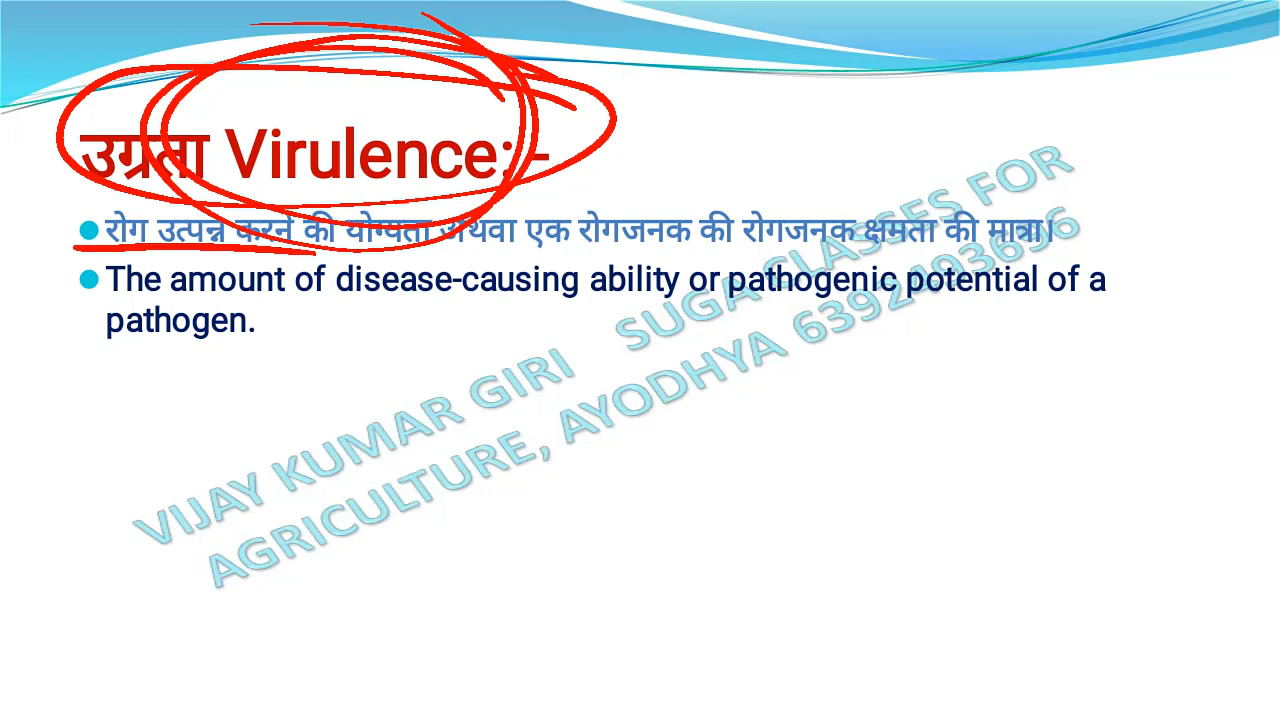 उग्रता Virulence:-
रोग उत्पन्न करने की योग्यता अथवा एक रोगजनक की रोगजनक क्षमता की मात्रा।
The amount of disease-causing ability or pathogenic potential of a
pathogen.
VIJAY KUMAR GIRI SUGA CLASSES FOR
AGRICULTURE, AYODHYA 6392493696